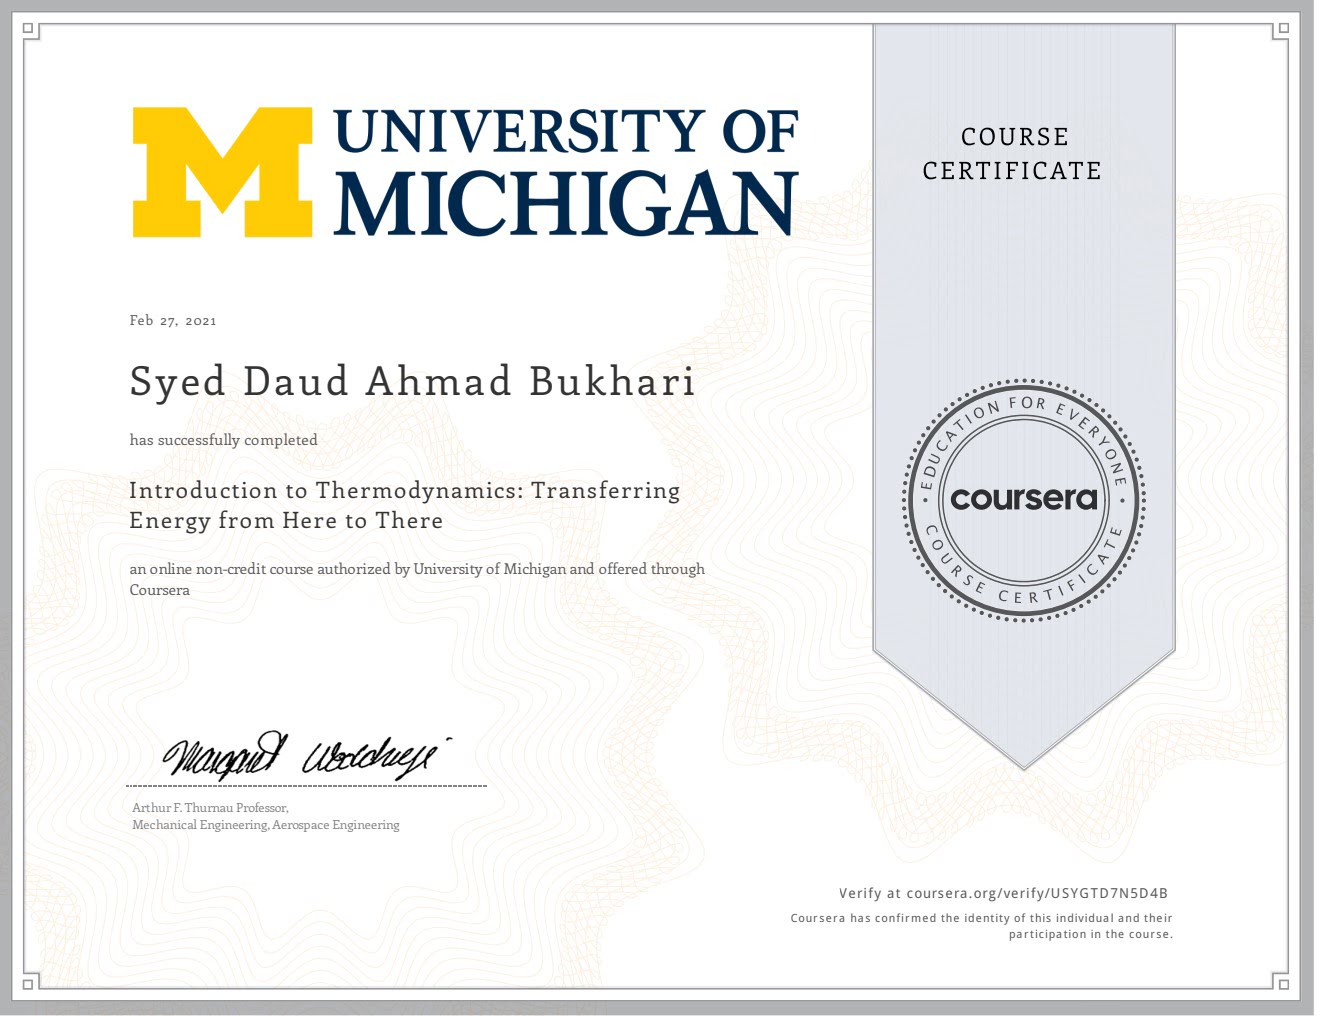 UNIVERSITY OF
MICHIGAN
COURSE
CERTIFICATE
Feb 27, 2021
Syed Daud Ahmad Bukhari
has successfully completed
Introduction to Thermodynamics: Transferring
Energy from Here to There
an online non-credit course authorized by University of Michigan and offered through
Coursera
EDUCATION FOR EVERYONE
coursera
COURSE CERTIFICATE
Margaret Wooldridge
Arthur F. Thurnau Professor,
Mechanical Engineering, Aerospace Engineering
Verify at coursera.org/verify/USYGTD7N5D4B
Coursera has confirmed the identity of this individual and their
participation in the course.